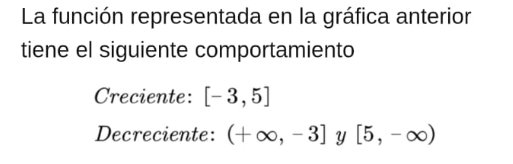 La función representada en la gráfica anterior
tiene el siguiente comportamiento
Creciente: [– 3, 5]
Decreciente: (+ ∞, – 3] y [5, – ∞)